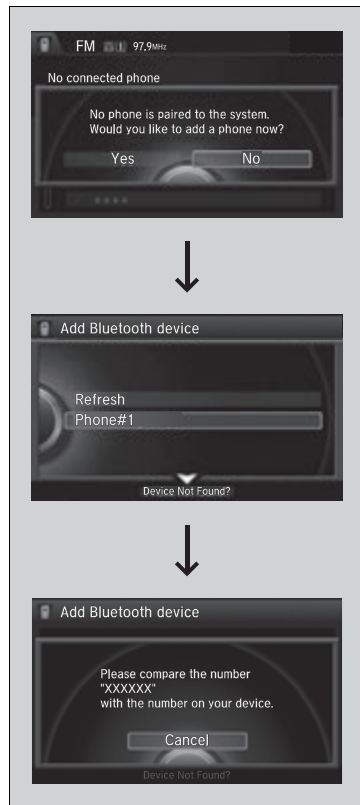 FM 97.9MHz
No connected phone
No phone is paired to the system.
Would you like to add a phone now?
Yes No
Add Bluetooth device
Refresh
Phone#1
Device Not Found?
Add Bluetooth device
Please compare the number
"XXXXXX"
with the number on your device.
Cancel
Device Not Found?